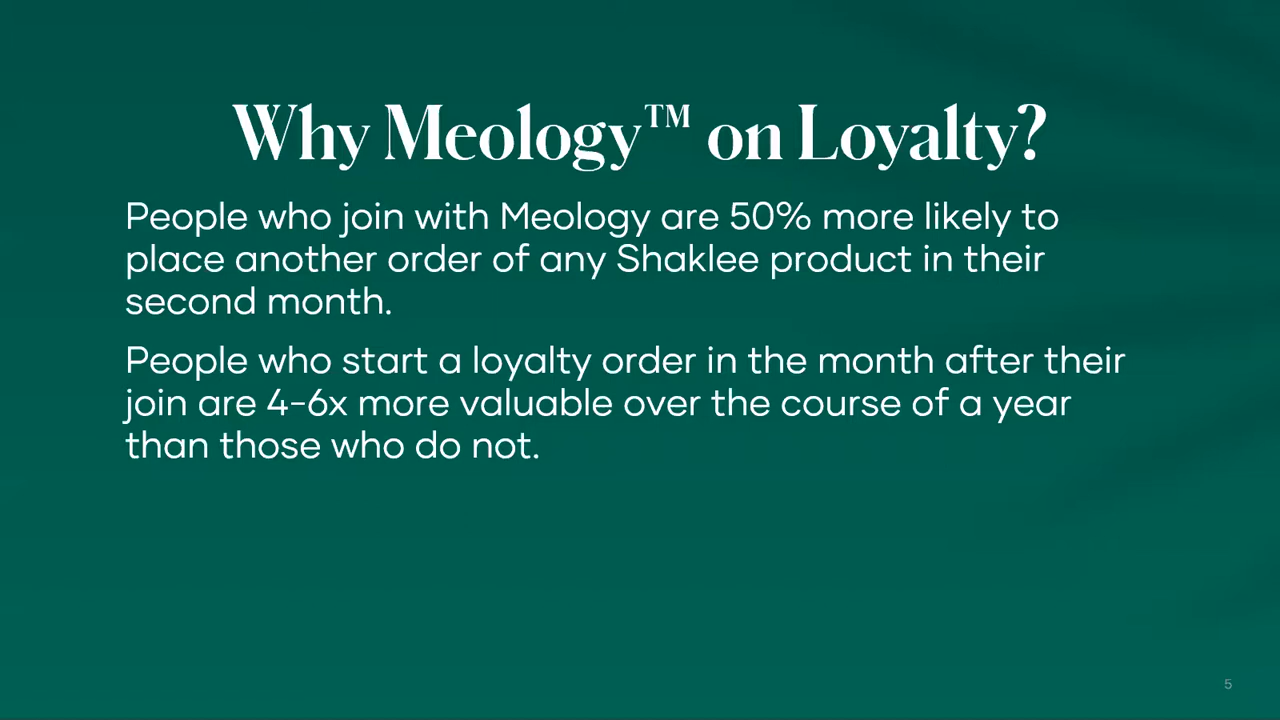 Why Meology™ on Loyalty?
People who join with Meology are 50% more likely to
place another order of any Shaklee product in their
second month.
People who start a loyalty order in the month after their
join are 4-6x more valuable over the course of a year
than those who do not.
5